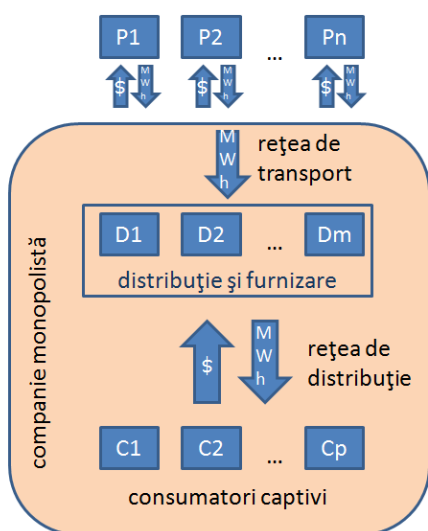 P1 P2 ... Pn
$ MWh $ MWh $ MWh
MWh
reţea de
transport
D1 D2 ... Dm
distribuţie şi furnizare
companie monopolistă
$ MWh
reţea de
distribuţie
C1 C2 ... Cp
consumatori captivi